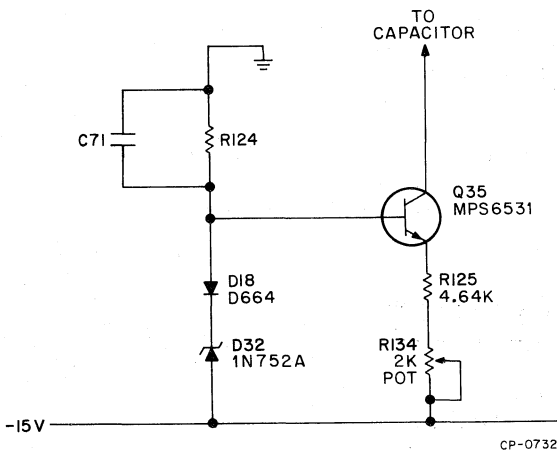 TO
CAPACITOR
C71
R124
Q35
MPS6531
D18
D664
R125
4.64K
D32
1N752A
R134
2K
POT
-15V
CP-0732